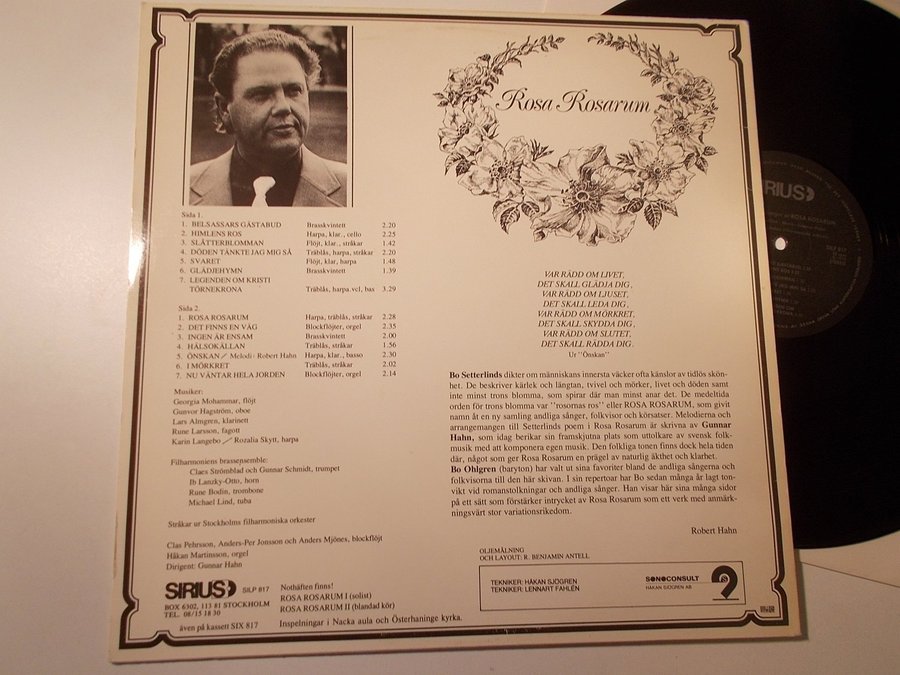 Rosa Rosarum
Sida 1.
1. BELSASSARS GÄSTABUD Brasskvintett 2.20
2. HIMLENS ROS Harpa, klar., cello 2.25
3. SLÅTTERBLOMMAN Flöjt, klar., stråkar 1.42
4. DÖDEN TÄNKTE JAG MIG SÅ Träblås, harpa, stråkar 2.20
5. SVARET Flöjt, klar, harpa 1.48
6. GLÄDJEHYMN Brasskvintett 1.39
7. LEGENDEN OM KRISTI
TÖRNEKRONA Träblås, harpa.vcl, bas 3.29
Sida 2.
1. ROSA ROSARUM Harpa, träblås, stråkar 2.28
2. DET FINNS EN VÄG Blockflöjter, orgel 2.35
3. INGEN ÄR ENSAM Brasskvintett 2.00
4. HÄLSOKÄLLAN Träblås, stråkar 1.56
5. ÖNSKAN / Melodi: Robert Hahn Harpa, klar., basso 2.30
6. I MÖRKRET Träblås, stråkar 2.02
7. NU VÄNTAR HELA JORDEN Blockflöjter, orgel 2.14
Musiker:
Georgia Mohammar, flöjt
Gunvor Hagström, oboe
Lars Almgren, klarinett
Rune Larsson, fagott
Karin Langebo / Rozalia Skytt, harpa
Filharmoniens brassensemble:
Claes Strömblad och Gunnar Schmidt, trumpet
Ib Lanzky-Otto, horn
Rune Bodin, trombone
Michael Lind, tuba
Stråkar ur Stockholms filharmoniska orkester
Clas Pehrsson, Anders-Per Jonsson och Anders Mjönes, blockflöjt
Håkan Martinsson, orgel
Dirigent: Gunnar Hahn
SIRIUS SILP 817
BOX 6302, 113 81 STOCKHOLM
TEL. 08/15 18 30
även på kassett SIX 817
Nothäften finns!
ROSA ROSARUM I (solist)
ROSA ROSARUM II (blandad kör)
Inspelningar i Nacka aula och Österhaninge kyrka.
VAR RÄDD OM LIVET,
DET SKALL GLÄDJA DIG,
VAR RÄDD OM LJUSET,
DET SKALL LEDA DIG,
VAR RÄDD OM MÖRKRET,
DET SKALL SKYDDA DIG,
VAR RÄDD OM SLUTET,
DET SKALL RÄDDA DIG.
Ur "Önskan"
Bo Setterlinds dikter om människans innersta väcker ofta känslor av tidlös skön-
het. De beskriver kärlek och längtan, tvivel och mörker, livet och döden samt
inte minst trons blomma, som spirar där man minst anar det. De medeltida
orden för trons blomma var "rosornas ros" eller ROSA ROSARUM, som givit
namn åt en ny samling andliga sånger, folkvisor och körsatser. Melodierna och
arrangemangen till Setterlinds poem i Rosa Rosarum är skrivna av Gunnar
Hahn, som idag berikar sin framskjutna plats som uttolkare av svensk folk-
musik med att komponera egen musik. Den folkliga tonen finns dock hela tiden
där, något som ger Rosa Rosarum en prägel av naturlig äkthet och klarhet.
Bo Ohlgren (baryton) har valt ut sina favoriter bland de andliga sångerna och
folkvisorna till den här skivan. I sin repertoar har Bo sedan många år lagt ton-
vikt vid romanstolkningar och andliga sånger. Han visar här sina många sidor
på ett sätt som förstärker intrycket av Rosa Rosarum som ett verk med anmärk-
ningsvärt stor variationsrikedom.
Robert Hahn
OLJEMÅLNING
OCH LAYOUT: R. BENJAMIN ANTELL
TEKNIKER: HÅKAN SJÖGREN
TEKNIKER: LENNART FAHLÉN
SONOCONSULT
HÅKAN SJÖGREN AB
RIUS
ROSA ROSARUM
SILP 817